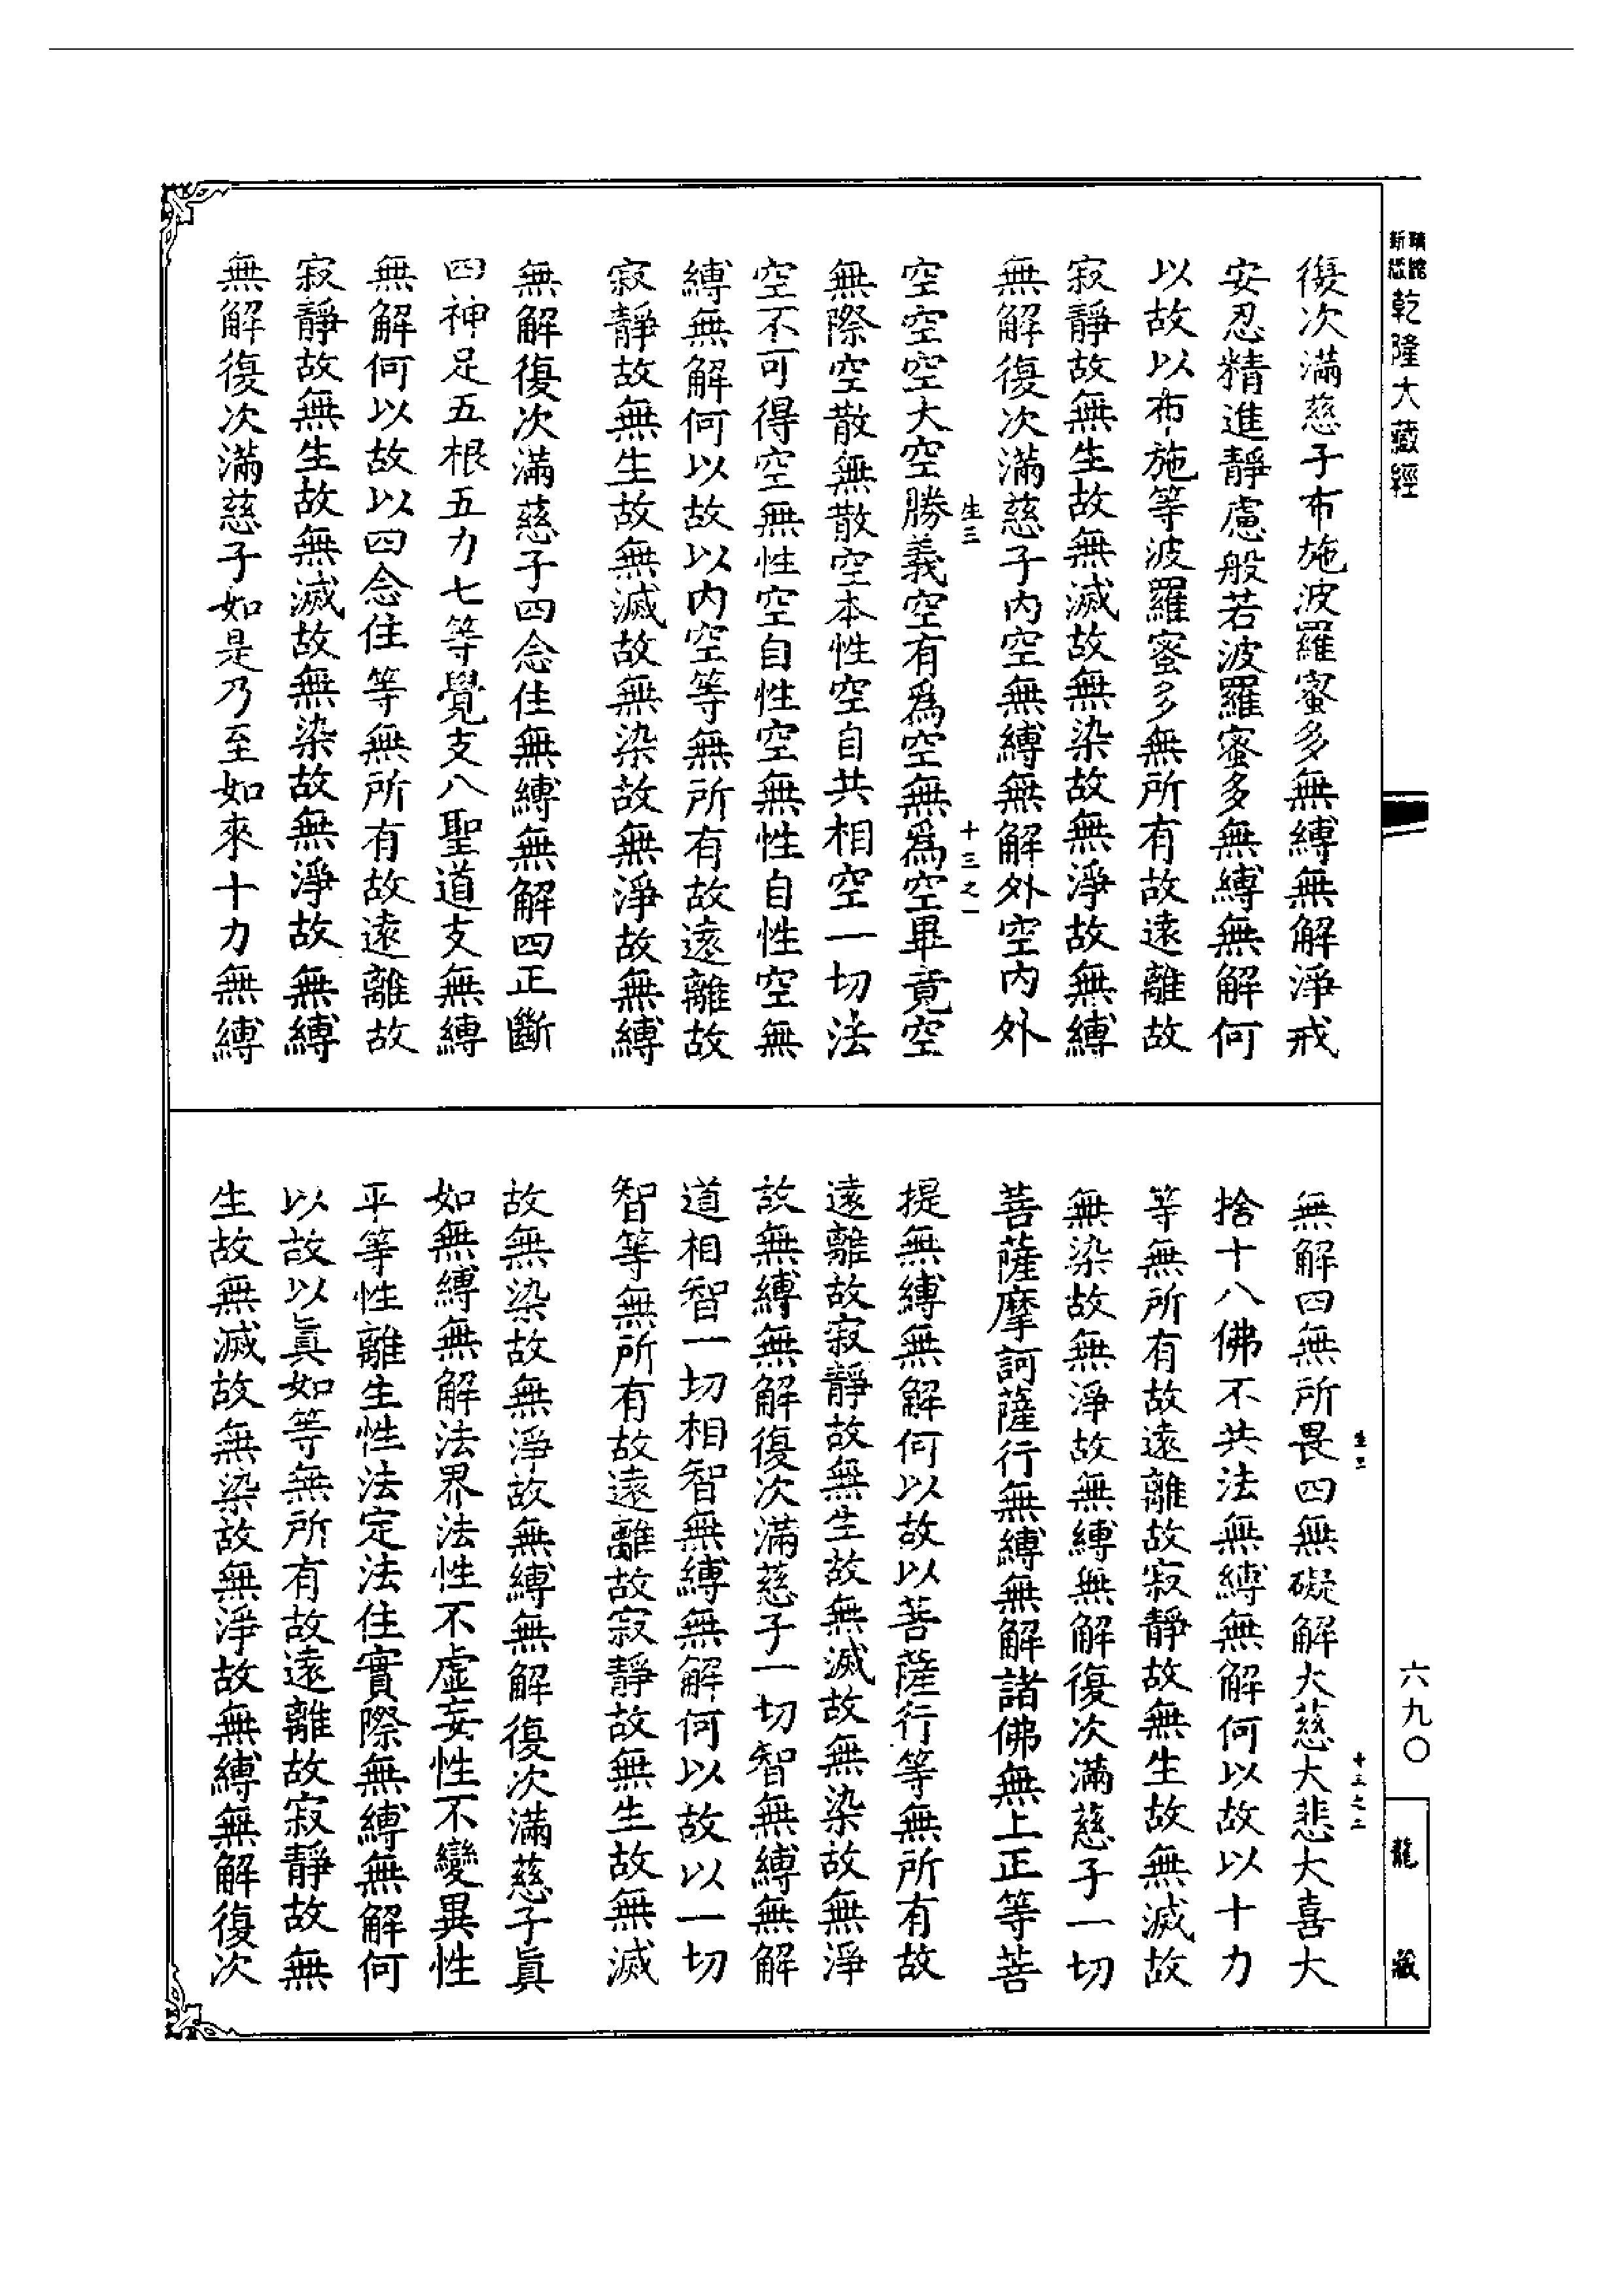 乾隆大藏經
復次滿慈子布施波羅蜜多無縛無解淨戒
安忍精進靜慮般若波羅蜜多無縛無解何
以故以布施等波羅蜜多無所有故遠離故
寂靜故無生故無滅故無染故無淨故無縛
無解復次滿慈子內空無縛無解外空內外
生三
十三之一
空空空大空勝義空有爲空無爲空畢竟空
無際空散無散空本性空自共相空一切法
空不可得空無性空自性空無性自性空無
縛無解何以故以內空等無所有故遠離故
寂靜故無生故無滅故無染故無淨故無縛
無解復次滿慈子四念住無縛無解四正斷
四神足五根五力七等覺支八聖道支無縛
無解何以故以四念住等無所有故遠離故
寂靜故無生故無滅故無染故無淨故無縛
無解復次滿慈子如是乃至如來十力無縛
六九〇
龍藏
生三
十三之二
無解四無所畏四無礙解大慈大悲大喜大
捨十八佛不共法無縛無解何以故以十力
等無所有故遠離故寂靜故無生故無滅故
無染故無淨故無縛無解復次滿慈子一切
菩薩摩訶薩行無縛無解諸佛無上正等菩
提無縛無解何以故以菩薩行等無所有故
遠離故寂靜故無生故無滅故無染故無淨
故無縛無解復次滿慈子一切智無縛無解
道相智一切相智無縛無解何以故以一切
智等無所有故遠離故寂靜故無生故無滅
故無染故無淨故無縛無解復次滿慈子眞
如無縛無解法界法性不虛妄性不變異性
平等性離生性法定法住實際無縛無解何
以故以眞如等無所有故遠離故寂靜故無
生故無滅故無染故無淨故無縛無解復次